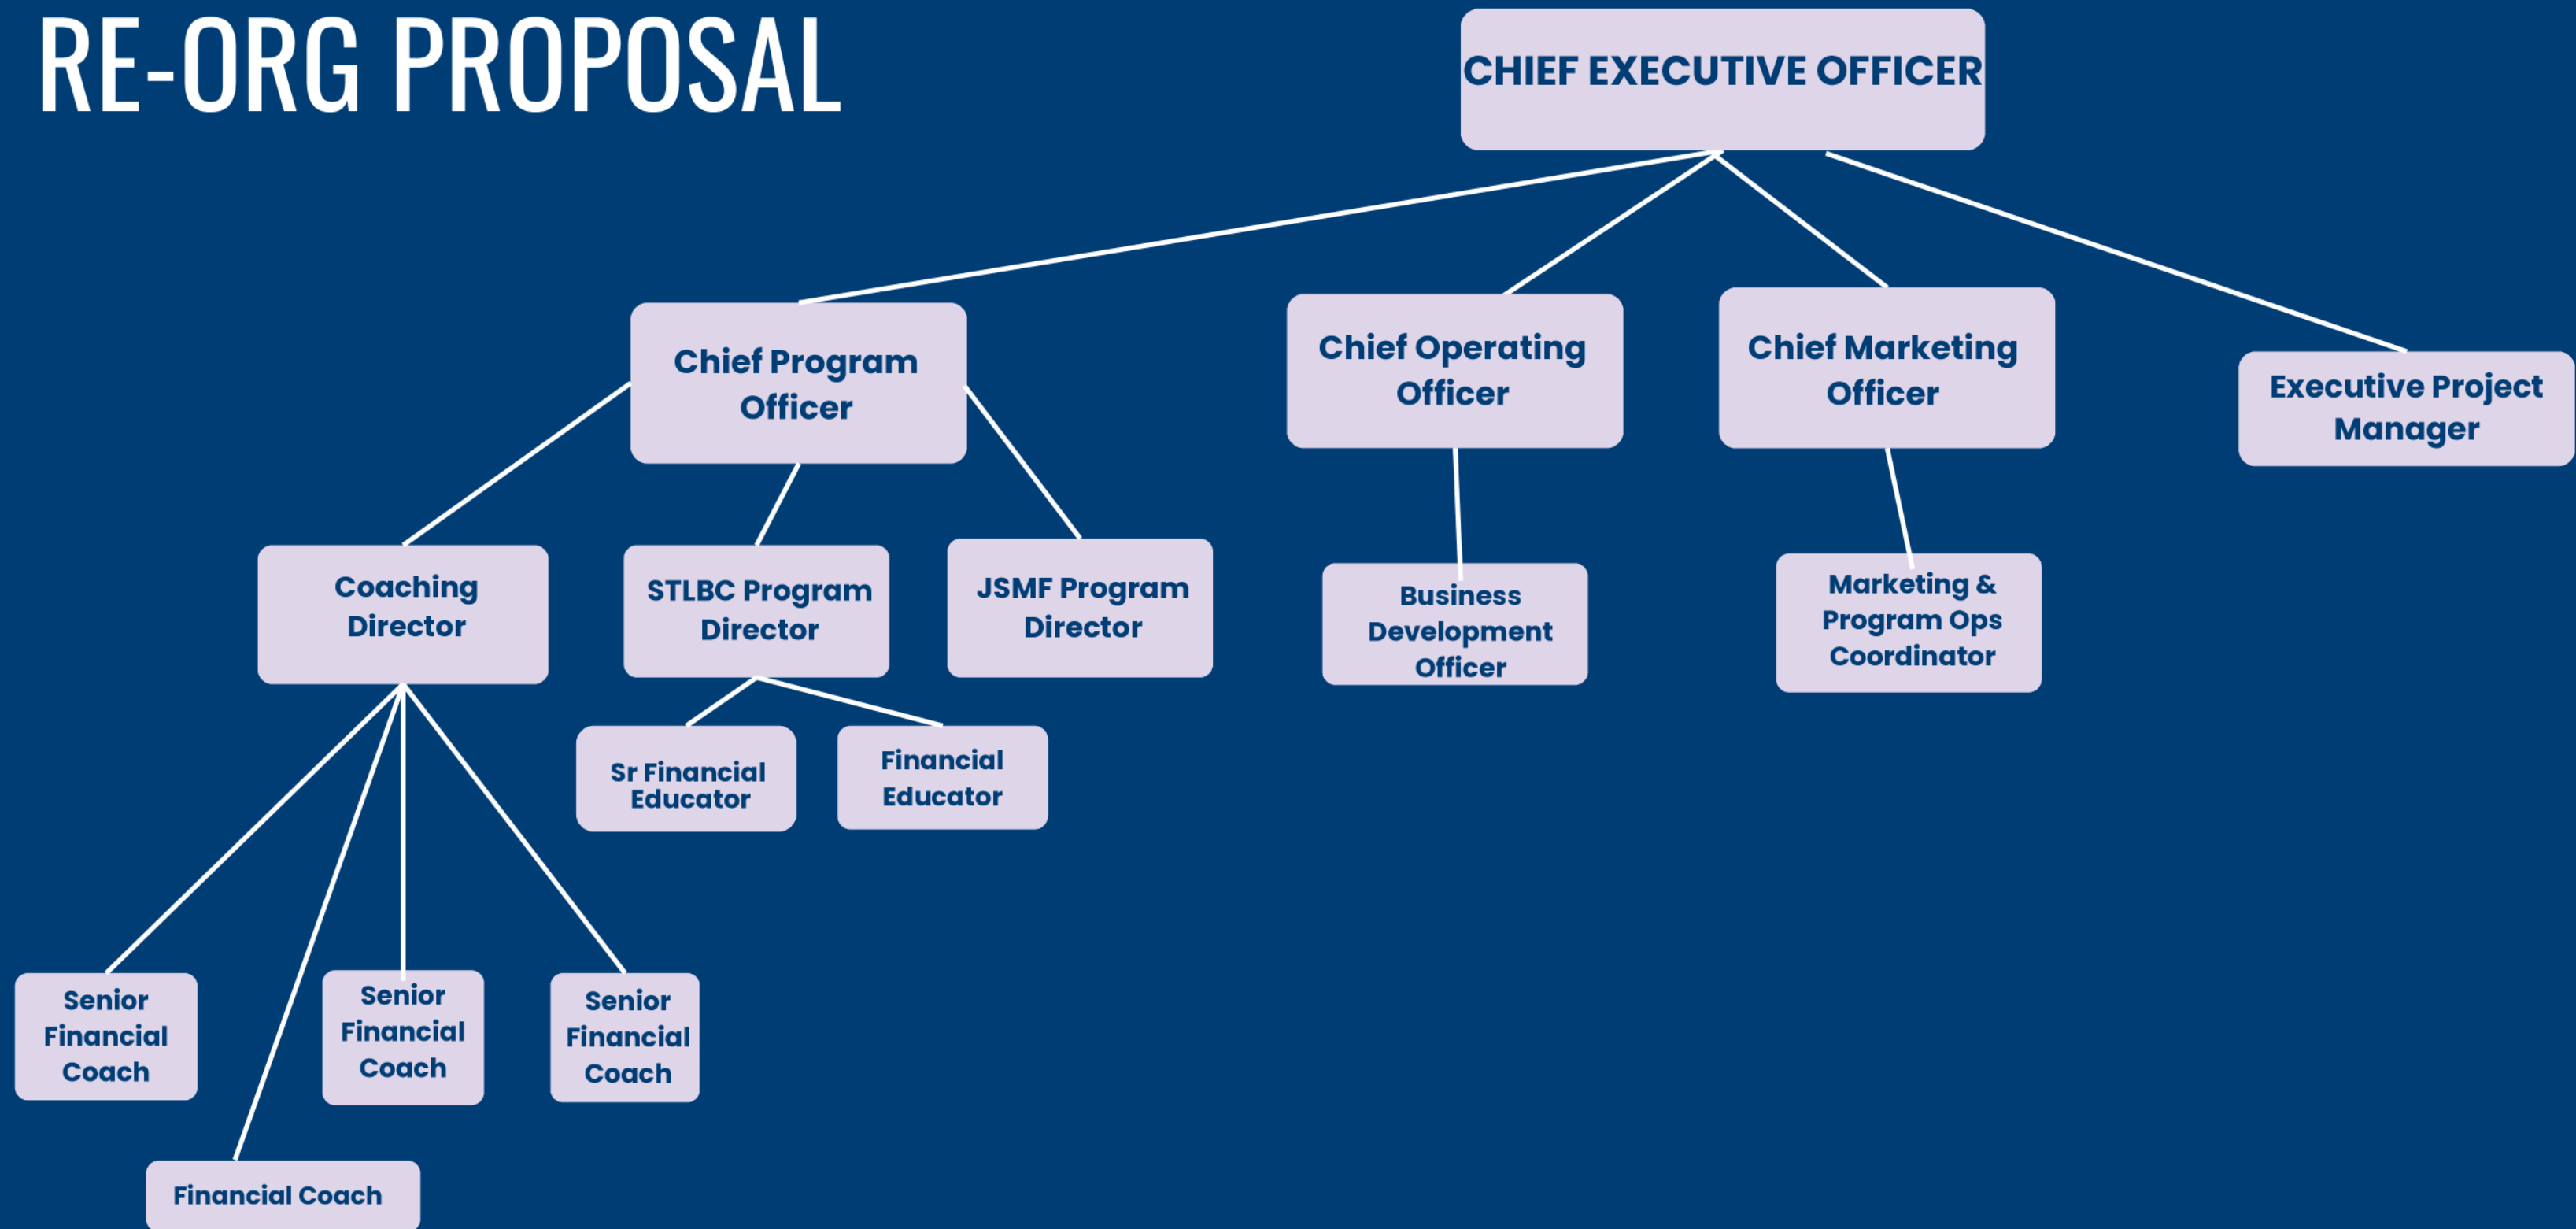 RE-ORG PROPOSAL
CHIEF EXECUTIVE OFFICER
Chief Program
Officer
Chief Operating
Officer
Chief Marketing
Officer
Executive Project
Manager
Coaching
Director
STLBC Program
Director
JSMF Program
Director
Business
Development
Officer
Marketing &
Program Ops
Coordinator
Sr Financial
Educator
Financial
Educator
Senior
Financial
Coach
Senior
Financial
Coach
Senior
Financial
Coach
Financial Coach